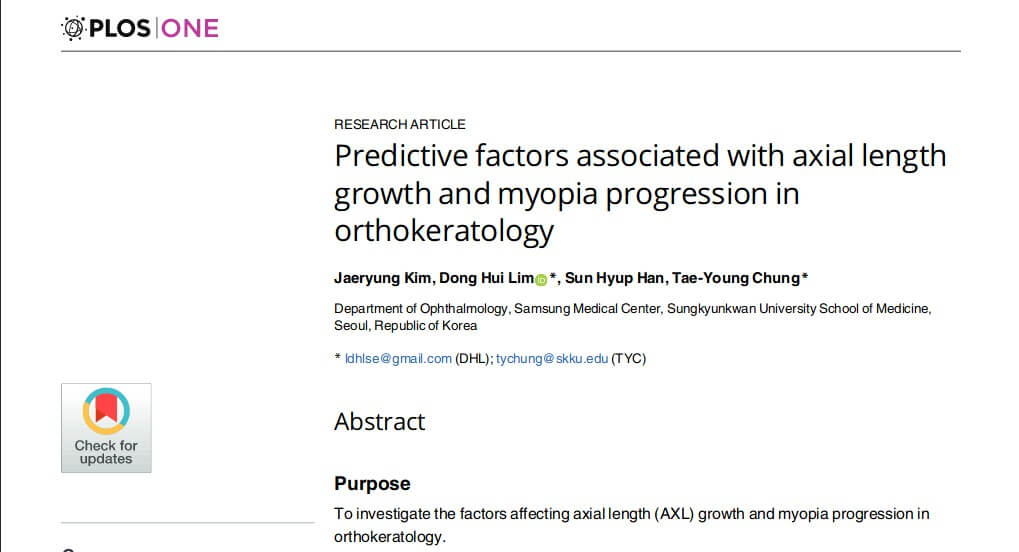 PLOS ONE
RESEARCH ARTICLE
Predictive factors associated with axial length
growth and myopia progression in
orthokeratology
Jaeryung Kim, Dong Hui Lim *, Sun Hyup Han, Tae-Young Chung*
Department of Ophthalmology, Samsung Medical Center, Sungkyunkwan University School of Medicine,
Seoul, Republic of Korea
* ldhlse@gmail.com (DHL); tychung@skku.edu (TYC)
Check for
updates
Abstract
Purpose
To investigate the factors affecting axial length (AXL) growth and myopia progression in
orthokeratology.